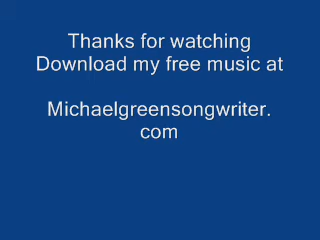 Thanks for watching
Download my free music at
Michaelgreensongwriter.
com